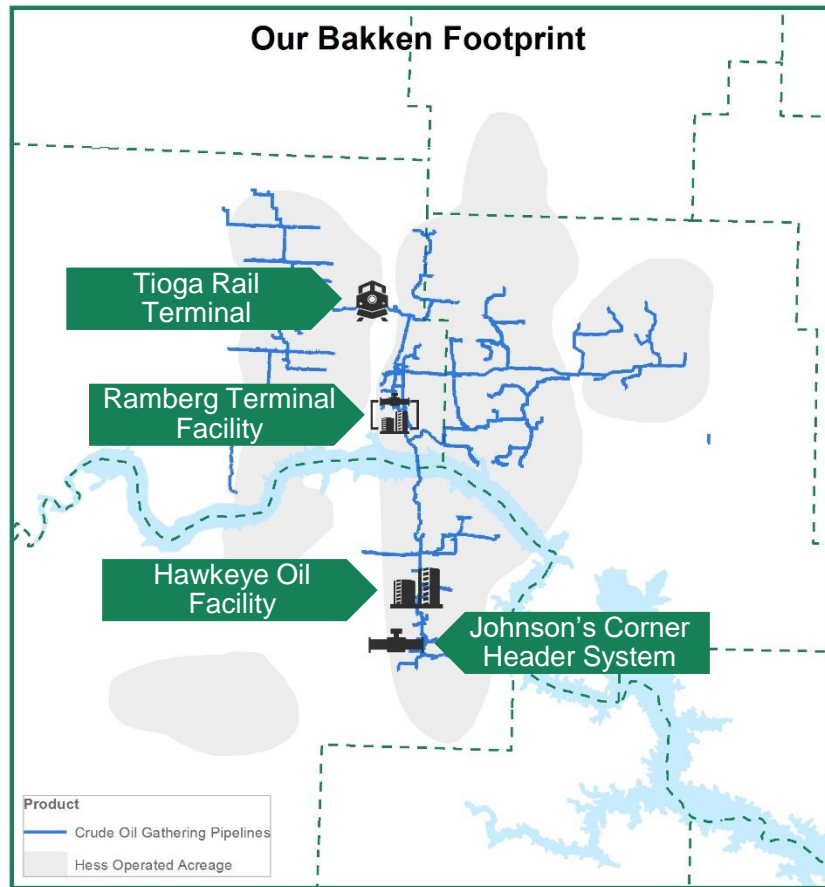 Our Bakken Footprint
Tioga Rail
Terminal
Ramberg Terminal
Facility
Hawkeye Oil
Facility
Johnson’s Corner
Header System
Product
Crude Oil Gathering Pipelines
Hess Operated Acreage